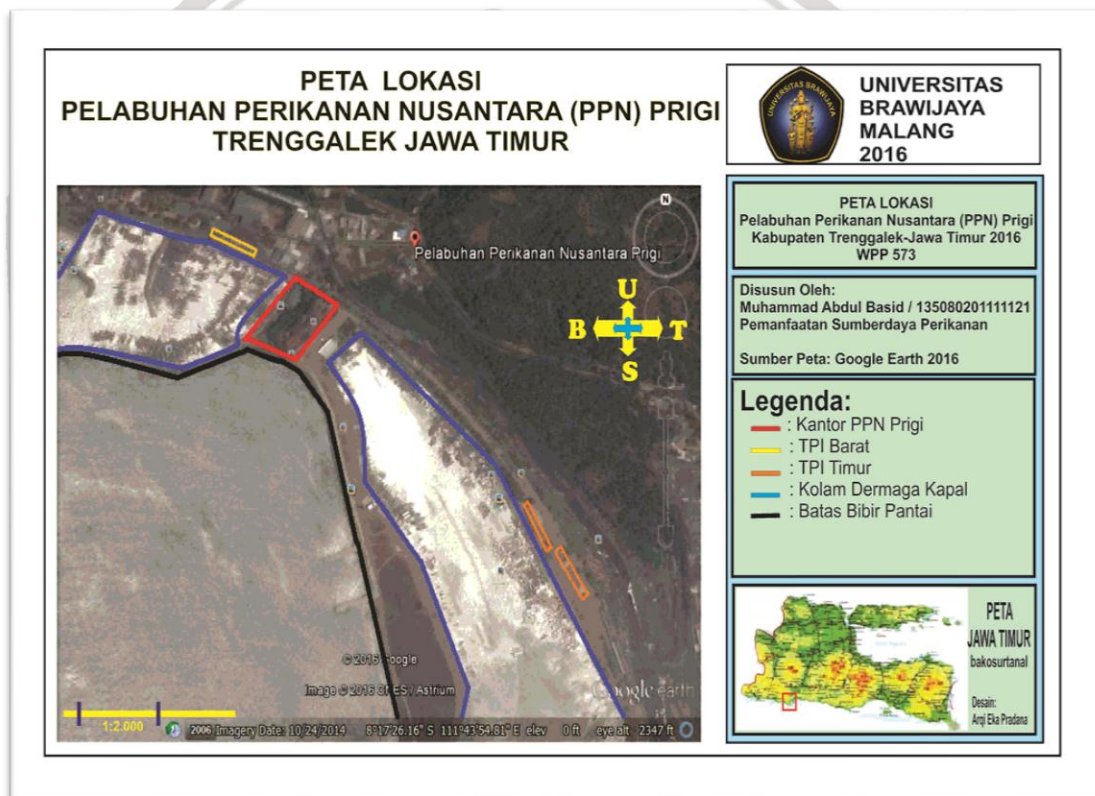 PETA LOKASI
PELABUHAN PERIKANAN NUSANTARA (PPN) PRIGI
TRENGGALEK JAWA TIMUR
UNIVERSITAS BRAWIJAYA
UNIVERSITAS
BRAWIJAYA
MALANG
2016
PETA LOKASI
Pelabuhan Perikanan Nusantara (PPN) Prigi
Kabupaten Trenggalek-Jawa Timur 2016
WPP 573
Disusun Oleh:
Muhammad Abdul Basid / 135080201111121
Pemanfaatan Sumberdaya Perikanan
Sumber Peta: Google Earth 2016
Legenda:
: Kantor PPN Prigi
: TPI Barat
: TPI Timur
: Kolam Dermaga Kapal
: Batas Bibir Pantai
PETA
JAWA TIMUR
bakosurtanal
Desain:
Arqi Eka Pradana
N
Pelabuhan Perikanan Nusantara Prigi
U
B T
S
© 2016 Google
Image © 2016 CNES / Astrium
Google earth
1:2.000
2006 Imagery Date: 10/24/2014 8°17'26.16" S 111°43'54.81" E elev 0 ft eye alt 2347 ft